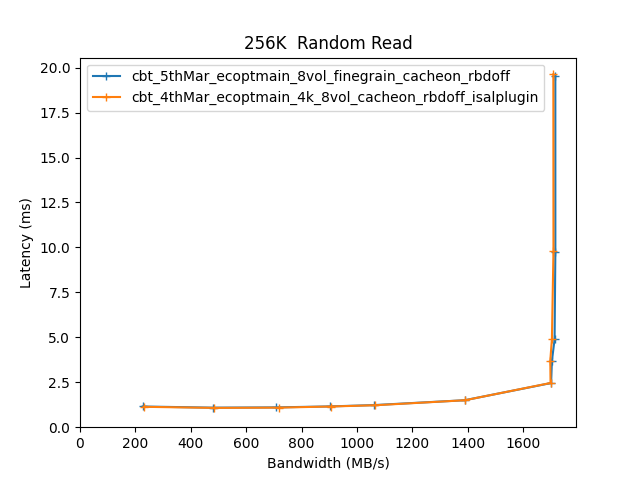 256K  Random Read
cbt_5thMar_ecoptmain_8vol_finegrain_cacheon_rbdoff
cbt_4thMar_ecoptmain_4k_8vol_cacheon_rbdoff_isalplugin
Latency (ms)
20.0
17.5
15.0
12.5
10.0
7.5
5.0
2.5
0.0
0 200 400 600 800 1000 1200 1400 1600
Bandwidth (MB/s)